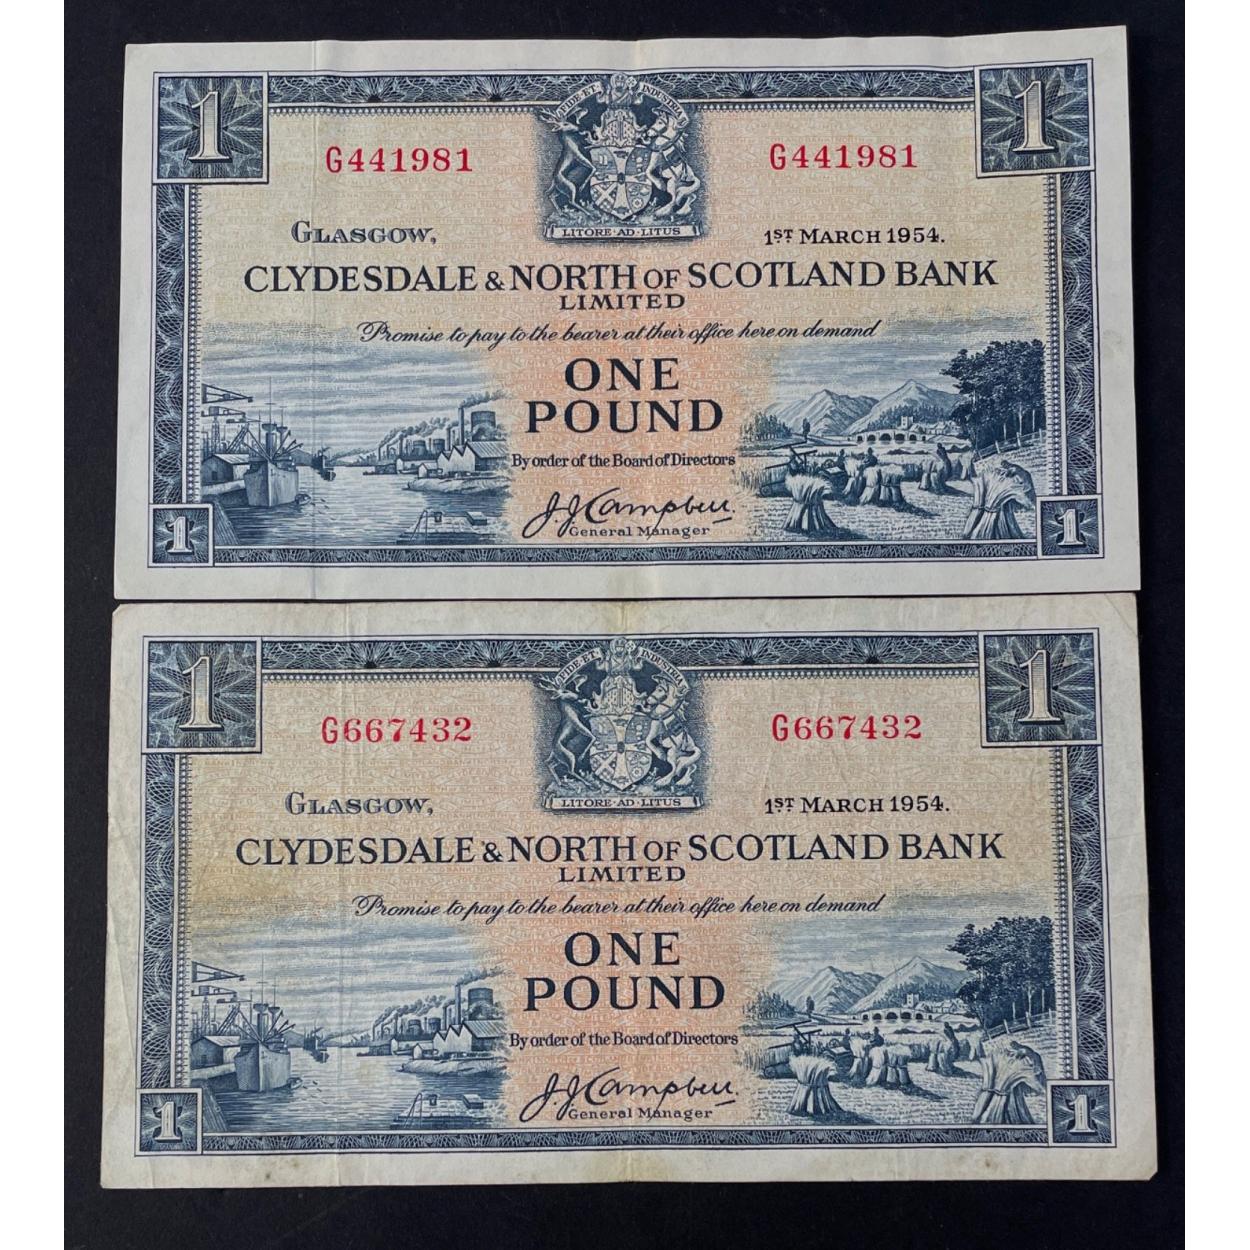 1 FIDE ET INDUSTRIA 1
G441981 G441981
LITORE·AD·LITUS
GLASGOW, 1ST MARCH 1954.
CLYDESDALE & NORTH OF SCOTLAND BANK
LIMITED
Promise to pay to the bearer at their office here on demand
ONE
POUND
By order of the Board of Directors
J.J. Campbell.
General Manager
1 1
1 FIDE ET INDUSTRIA 1
G667432 G667432
LITORE·AD·LITUS
GLASGOW, 1ST MARCH 1954.
CLYDESDALE & NORTH OF SCOTLAND BANK
LIMITED
Promise to pay to the bearer at their office here on demand
ONE
POUND
By order of the Board of Directors
J.J. Campbell.
General Manager
1 1